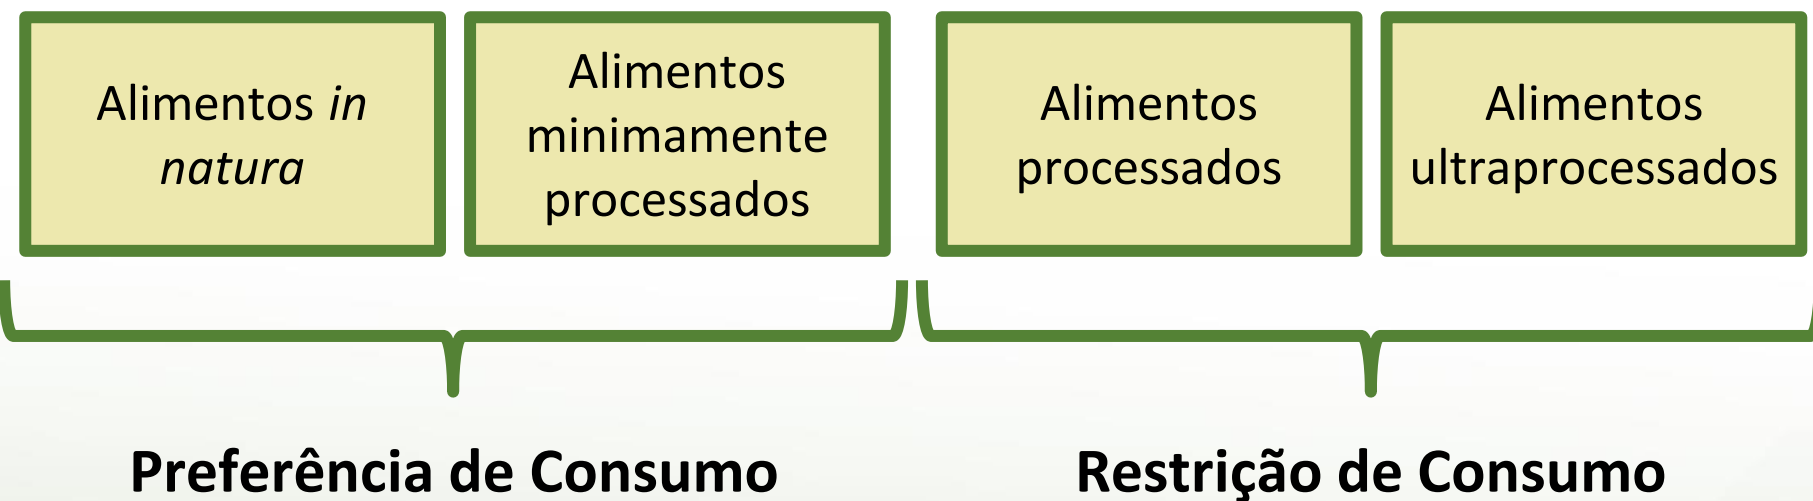 Alimentos in
natura
Alimentos
minimamente
processados
Alimentos
processados
Alimentos
ultraprocessados
Preferência de Consumo
Restrição de Consumo